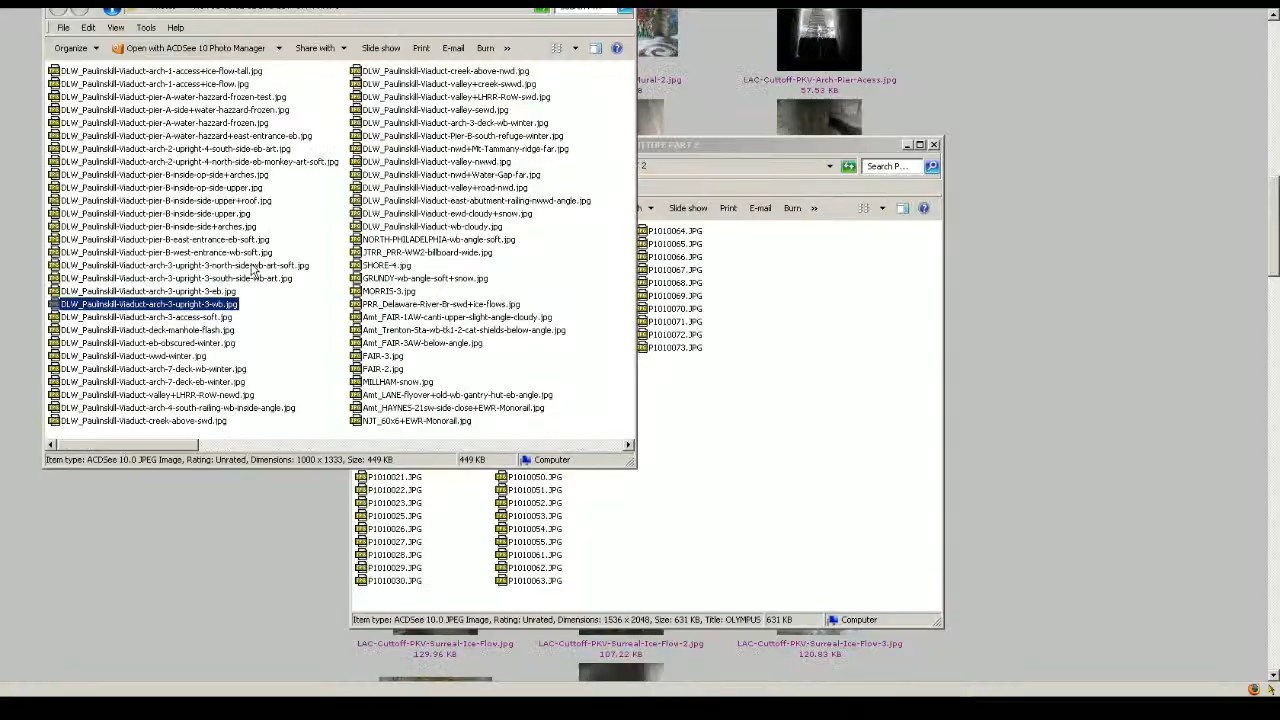 File Edit View Tools Help
Organize Open with ACDSee 10 Photo Manager Share with Slide show Print E-mail Burn »
DLW_Paulinskill-Viaduct-arch-1-access+ice-flow-tall.jpg
DLW_Paulinskill-Viaduct-arch-1-access+ice-flow.jpg
DLW_Paulinskill-Viaduct-pier-A-water-hazzard-frozen-test.jpg
DLW_Paulinskill-Viaduct-pier-A-side+water-hazzard-frozen.jpg
DLW_Paulinskill-Viaduct-pier-A-water-hazzard-frozen.jpg
DLW_Paulinskill-Viaduct-pier-A-water-hazzard+east-entrance-eb.jpg
DLW_Paulinskill-Viaduct-arch-2-upright-4-south-side-eb-art.jpg
DLW_Paulinskill-Viaduct-arch-2-upright-4-north-side-eb-monkey-art-soft.jpg
DLW_Paulinskill-Viaduct-pier-B-inside-op-side+arches.jpg
DLW_Paulinskill-Viaduct-pier-B-inside-op-side-upper.jpg
DLW_Paulinskill-Viaduct-pier-B-inside-side-upper+roof.jpg
DLW_Paulinskill-Viaduct-pier-B-inside-side-upper.jpg
DLW_Paulinskill-Viaduct-pier-B-inside-side+arches.jpg
DLW_Paulinskill-Viaduct-pier-B-east-entrance-eb-soft.jpg
DLW_Paulinskill-Viaduct-pier-B-west-entrance-wb-soft.jpg
DLW_Paulinskill-Viaduct-arch-3-upright-3-north-side-wb-art-soft.jpg
DLW_Paulinskill-Viaduct-arch-3-upright-3-south-side-wb-art.jpg
DLW_Paulinskill-Viaduct-arch-3-upright-3-eb.jpg
DLW_Paulinskill-Viaduct-arch-3-upright-3-wb.jpg
DLW_Paulinskill-Viaduct-arch-3-access-soft.jpg
DLW_Paulinskill-Viaduct-deck-manhole-flash.jpg
DLW_Paulinskill-Viaduct-eb-obscured-winter.jpg
DLW_Paulinskill-Viaduct-wwd-winter.jpg
DLW_Paulinskill-Viaduct-arch-7-deck-wb-winter.jpg
DLW_Paulinskill-Viaduct-arch-7-deck-eb-winter.jpg
DLW_Paulinskill-Viaduct-valley+LHRR-RoW-newd.jpg
DLW_Paulinskill-Viaduct-arch-4-south-railing-wb-inside-angle.jpg
DLW_Paulinskill-Viaduct-creek-above-swd.jpg
DLW_Paulinskill-Viaduct-creek-above-nwd.jpg
DLW_Paulinskill-Viaduct-valley+creek-swwd.jpg
DLW_Paulinskill-Viaduct-valley+LHRR-RoW-swd.jpg
DLW_Paulinskill-Viaduct-valley-sewd.jpg
DLW_Paulinskill-Viaduct-arch-3-deck-wb-winter.jpg
DLW_Paulinskill-Viaduct-Pier-B-south-refuge-winter.jpg
DLW_Paulinskill-Viaduct-nwd+Mt-Tammany-ridge-far.jpg
DLW_Paulinskill-Viaduct-valley-nwwd.jpg
DLW_Paulinskill-Viaduct-nwd+Water-Gap-far.jpg
DLW_Paulinskill-Viaduct-valley+road-nwd.jpg
DLW_Paulinskill-Viaduct-east-abutment-railing-nwwd-angle.jpg
DLW_Paulinskill-Viaduct-ewd-cloudy+snow.jpg
DLW_Paulinskill-Viaduct-wb-cloudy.jpg
NORTH-PHILADELPHIA-wb-angle-soft.jpg
JTRR_PRR-WW2-billboard-wide.jpg
SHORE-4.jpg
GRUNDY-wb-angle-soft+snow.jpg
MORRIS-3.jpg
PRR_Delaware-River-Br-swd+ice-flows.jpg
Amt_FAIR-1AW-canti-upper-slight-angle-cloudy.jpg
Amt_Trenton-Sta-wb-tk1-2-cat-shields-below-angle.jpg
Amt_FAIR-3AW-below-angle.jpg
FAIR-3.jpg
FAIR-2.jpg
MILLHAM-snow.jpg
Amt_LANE-flyover+old-wb-gantry-hut-eb-angle.jpg
Amt_HAYNES-21sw-side-close+EWR-Monorail.jpg
NJT_60x6+EWR-Monorail.jpg
Item type: ACDSee 10.0 JPEG Image, Rating: Unrated, Dimensions: 1000 x 1333, Size: 449 KB 449 KB Computer
Mural-2.jpg
LAC-Cuttoff-PKV-Arch-Pier-Acess.jpg
57.53 KB
PART 2
2 Search P...
Slide show Print E-mail Burn »
P1010064.JPG
P1010065.JPG
P1010066.JPG
P1010067.JPG
P1010068.JPG
P1010069.JPG
P1010070.JPG
P1010071.JPG
P1010072.JPG
P1010073.JPG
P1010021.JPG
P1010022.JPG
P1010023.JPG
P1010025.JPG
P1010026.JPG
P1010027.JPG
P1010028.JPG
P1010029.JPG
P1010030.JPG
P1010050.JPG
P1010051.JPG
P1010052.JPG
P1010053.JPG
P1010054.JPG
P1010055.JPG
P1010061.JPG
P1010062.JPG
P1010063.JPG
Item type: ACDSee 10.0 JPEG Image, Rating: Unrated, Dimensions: 1536 x 2048, Size: 631 KB, Title: OLYMPUS 631 KB Computer
LAC-Cuttoff-PKV-Surreal-Ice-Flow.jpg
129.96 KB
LAC-Cuttoff-PKV-Surreal-Ice-Flow-2.jpg
107.22 KB
LAC-Cuttoff-PKV-Surreal-Ice-Flow-3.jpg
120.83 KB